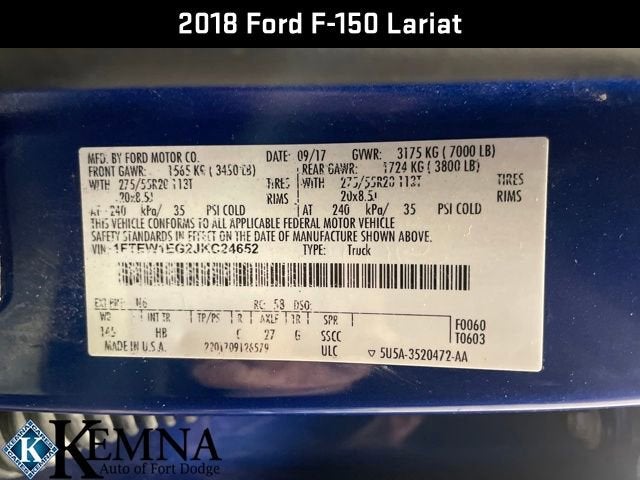 2018 Ford F-150 Lariat
MFD. BY FORD MOTOR CO. DATE: 09/17 GVWR: 3175 KG ( 7000 LB)
FRONT GAWR: 1565 KG ( 3450 LB) REAR GAWR: 1724 KG ( 3800 LB)
WITH 275/55R20 113T TIRES WITH 275/55R20 113T TIRES
20x8.5J RIMS 20x8.5J RIMS
AT 240 kPa/ 35 PSI COLD AT 240 kPa/ 35 PSI COLD
THIS VEHICLE CONFORMS TO ALL APPLICABLE FEDERAL MOTOR VEHICLE
SAFETY STANDARDS IN EFFECT ON THE DATE OF MANUFACTURE SHOWN ABOVE.
VIN: 1FTEW1EG2JKC24652 TYPE: Truck
EXT PNT: N6 RC: 53 DSO:
WB INT TR TP/PS R AXLE TR SPR F0060
145 HB 27 G SSCC T0603
MADE IN U.S.A. ULC 5U5A-3520472-AA
KEMNA
Auto of Fort Dodge